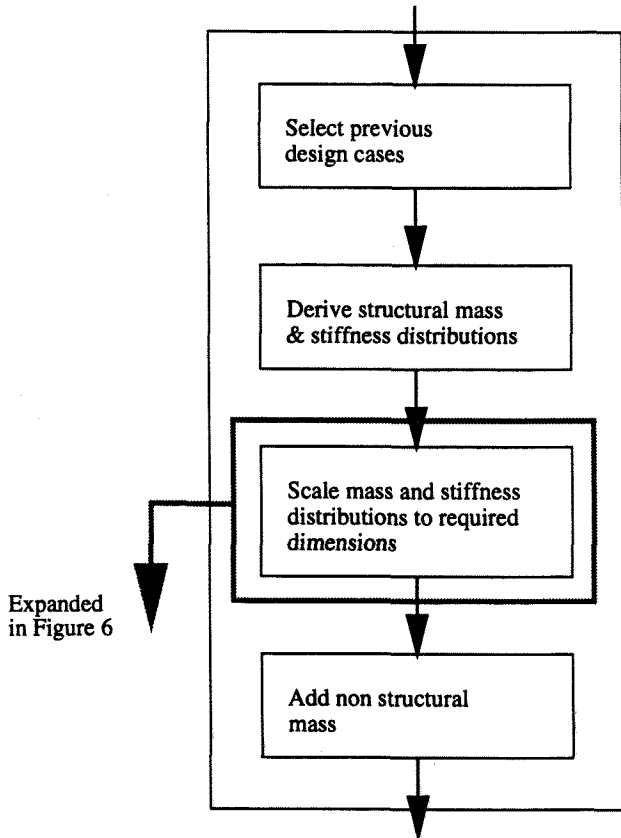 Select previous
design cases
Derive structural mass
& stiffness distributions
Scale mass and stiffness
distributions to required
dimensions
Expanded
in Figure 6
Add non structural
mass